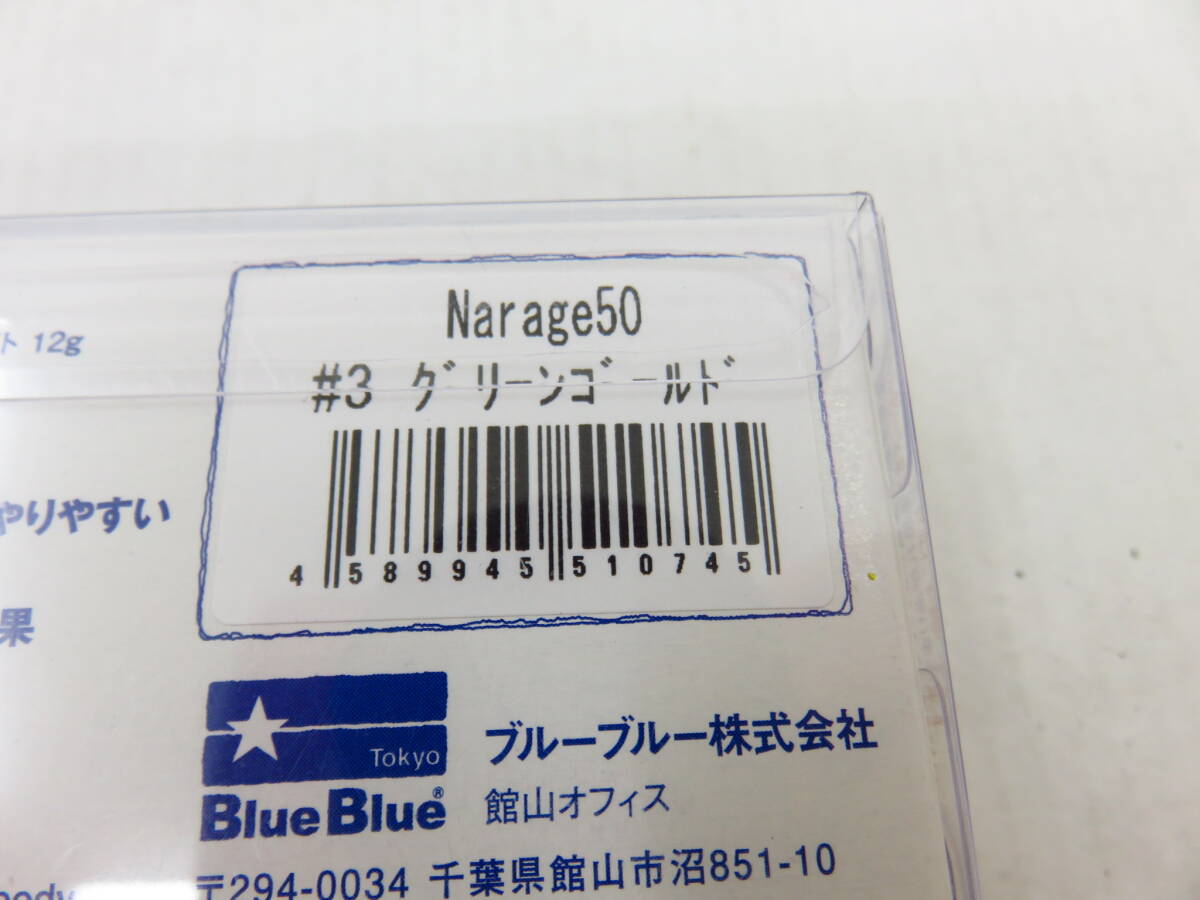 Narage50
#3 グリーンゴールド
4 589945 510745
ト 12g
やりやすい
果
Tokyo
BlueBlue®
ブルーブルー株式会社
館山オフィス
〒294-0034 千葉県館山市沼851-10
body